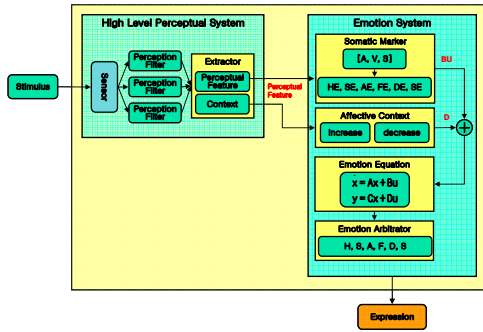 High Level Perceptual System
Emotion System
Stimulus
Sensor
Perception
Filter
Perception
Filter
Perception
Filter
Extractor
Perceptual
Feature
Context
Perceptual
Feature
Somatic Marker
[A, V, S]
HE, SE, AE, FE, DE, SE
BU
Affective Context
increase
decrease
D
Emotion Equation
ẋ = Ax + Bu
y = Cx + Du
Emotion Arbitrator
H, S, A, F, D, S
Expression